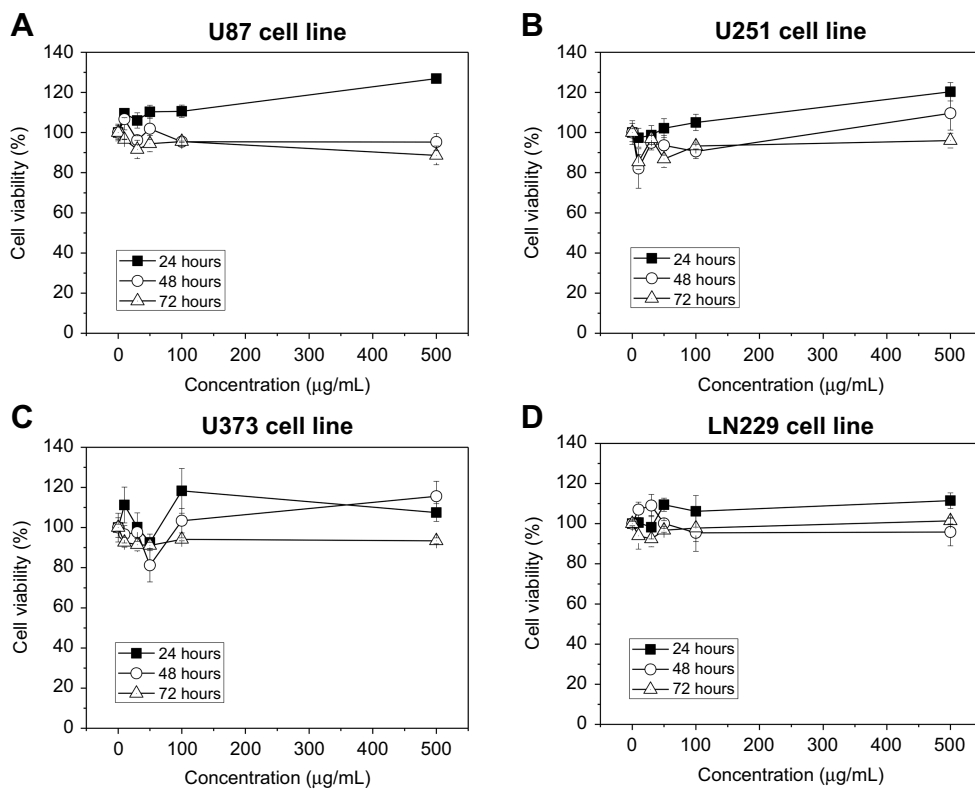 A
U87 cell line
140
120
100
80
60
40
20
0
Cell viability (%)
24 hours
48 hours
72 hours
0
100
200
300
400
500
Concentration (μg/mL)
B
U251 cell line
140
120
100
80
60
40
20
0
Cell viability (%)
24 hours
48 hours
72 hours
0
100
200
300
400
500
Concentration (μg/mL)
C
U373 cell line
140
120
100
80
60
40
20
0
Cell viability (%)
24 hours
48 hours
72 hours
0
100
200
300
400
500
Concentration (μg/mL)
D
LN229 cell line
140
120
100
80
60
40
20
0
Cell viability (%)
24 hours
48 hours
72 hours
0
100
200
300
400
500
Concentration (μg/mL)